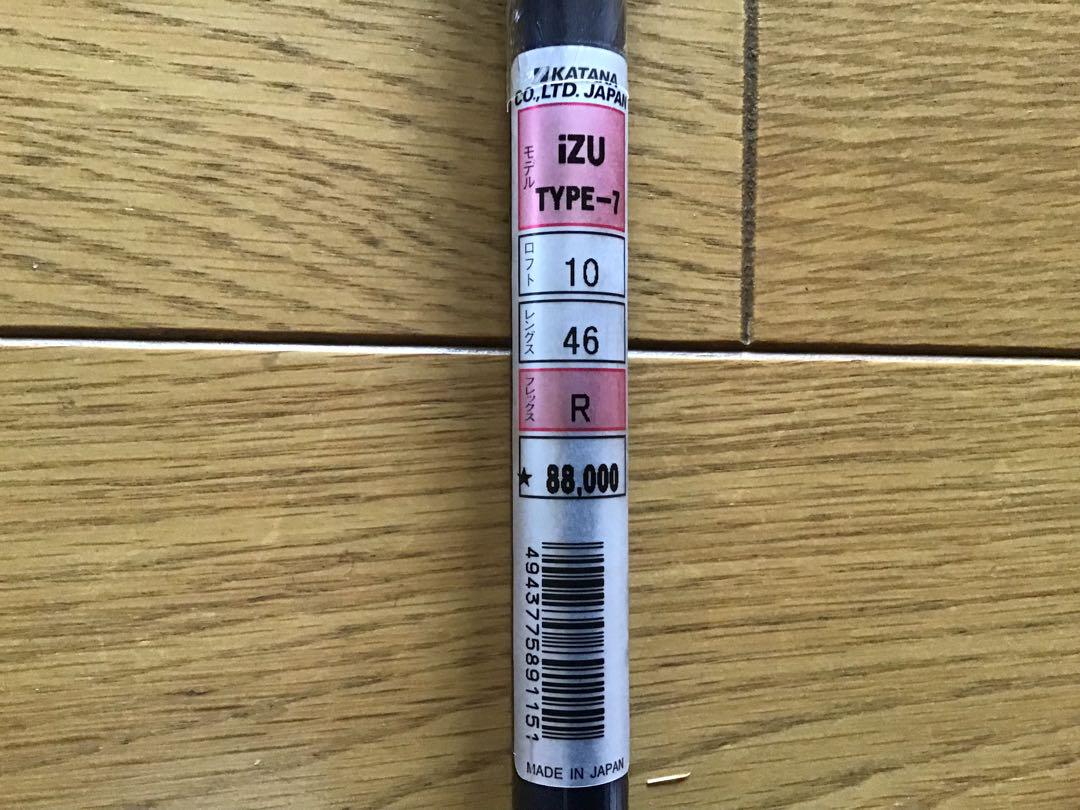 KATANA
CO.,LTD. JAPAN
モデル
iZU
TYPE-7
ロフト
10
レングス
46
フレックス
R
★ 88,000
4943775891151
MADE IN JAPAN